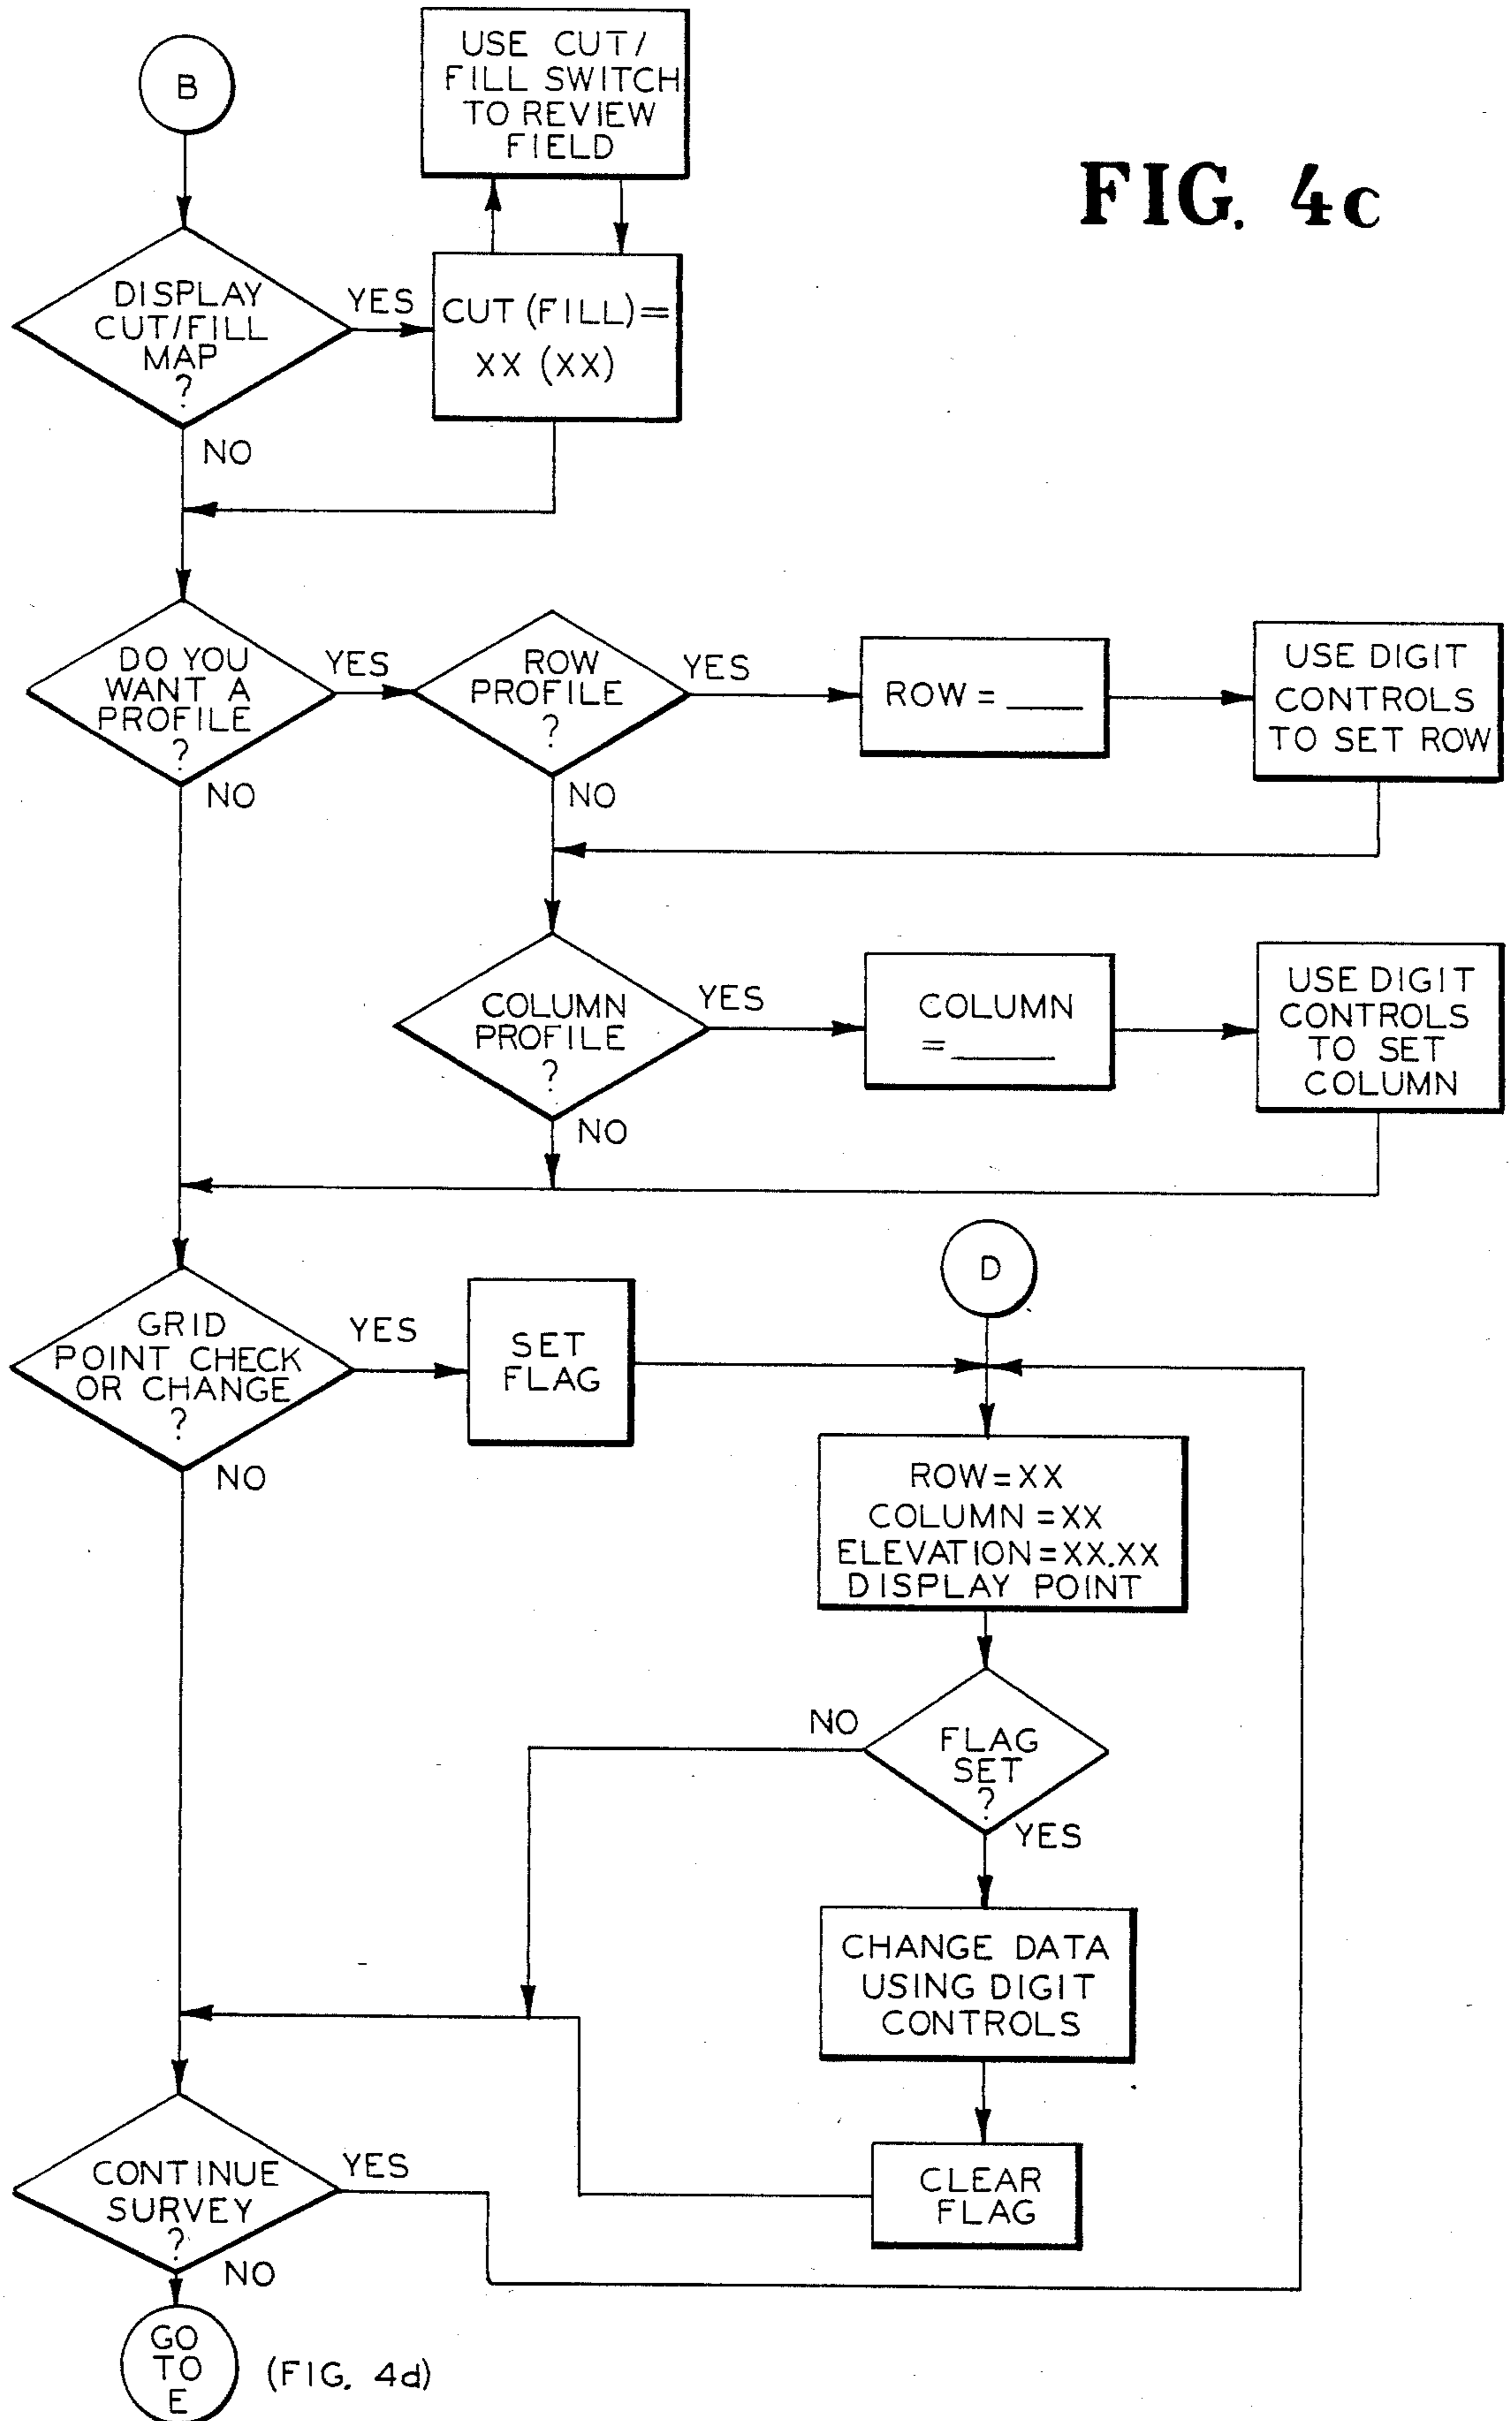 FIG. 4c
B
USE CUT/
FILL SWITCH
TO REVIEW
FIELD
DISPLAY
CUT/FILL
MAP
?
YES
CUT (FILL)=
XX (XX)
NO
DO YOU
WANT A
PROFILE
?
YES
ROW
PROFILE
?
YES
ROW = ____
USE DIGIT
CONTROLS
TO SET ROW
NO
NO
COLUMN
PROFILE
?
YES
COLUMN
= _____
USE DIGIT
CONTROLS
TO SET
COLUMN
NO
GRID
POINT CHECK
OR CHANGE
?
YES
SET
FLAG
D
NO
ROW=XX
COLUMN =XX
ELEVATION=XX.XX
DISPLAY POINT
NO
FLAG
SET
?
YES
CHANGE DATA
USING DIGIT
CONTROLS
CLEAR
FLAG
CONTINUE
SURVEY
?
YES
NO
GO
TO
E
(FIG. 4d)